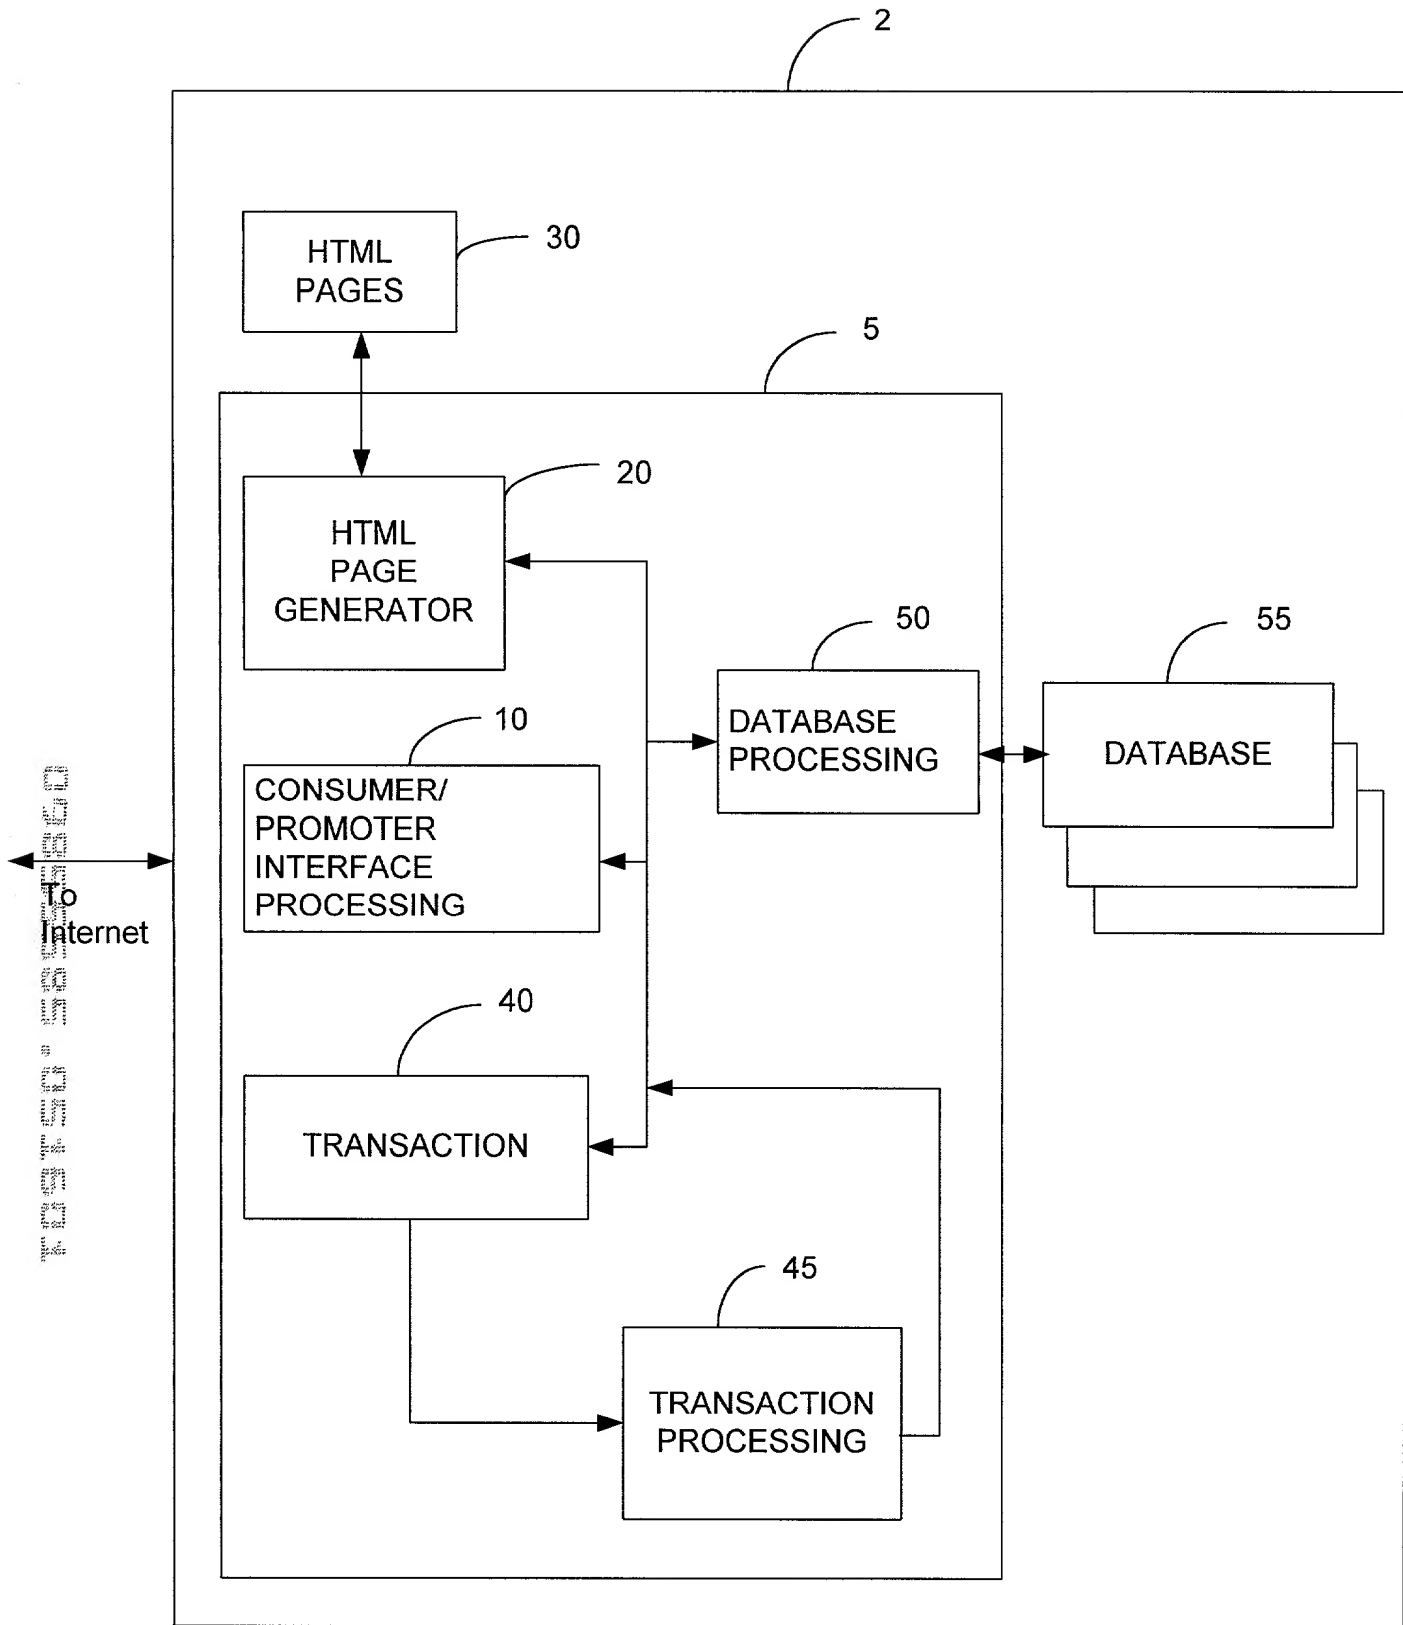 2
30
HTML
PAGES
5
20
HTML
PAGE
GENERATOR
50
55
10
DATABASE
PROCESSING
DATABASE
CONSUMER/
PROMOTER
INTERFACE
PROCESSING
To
Internet
40
TRANSACTION
45
TRANSACTION
PROCESSING